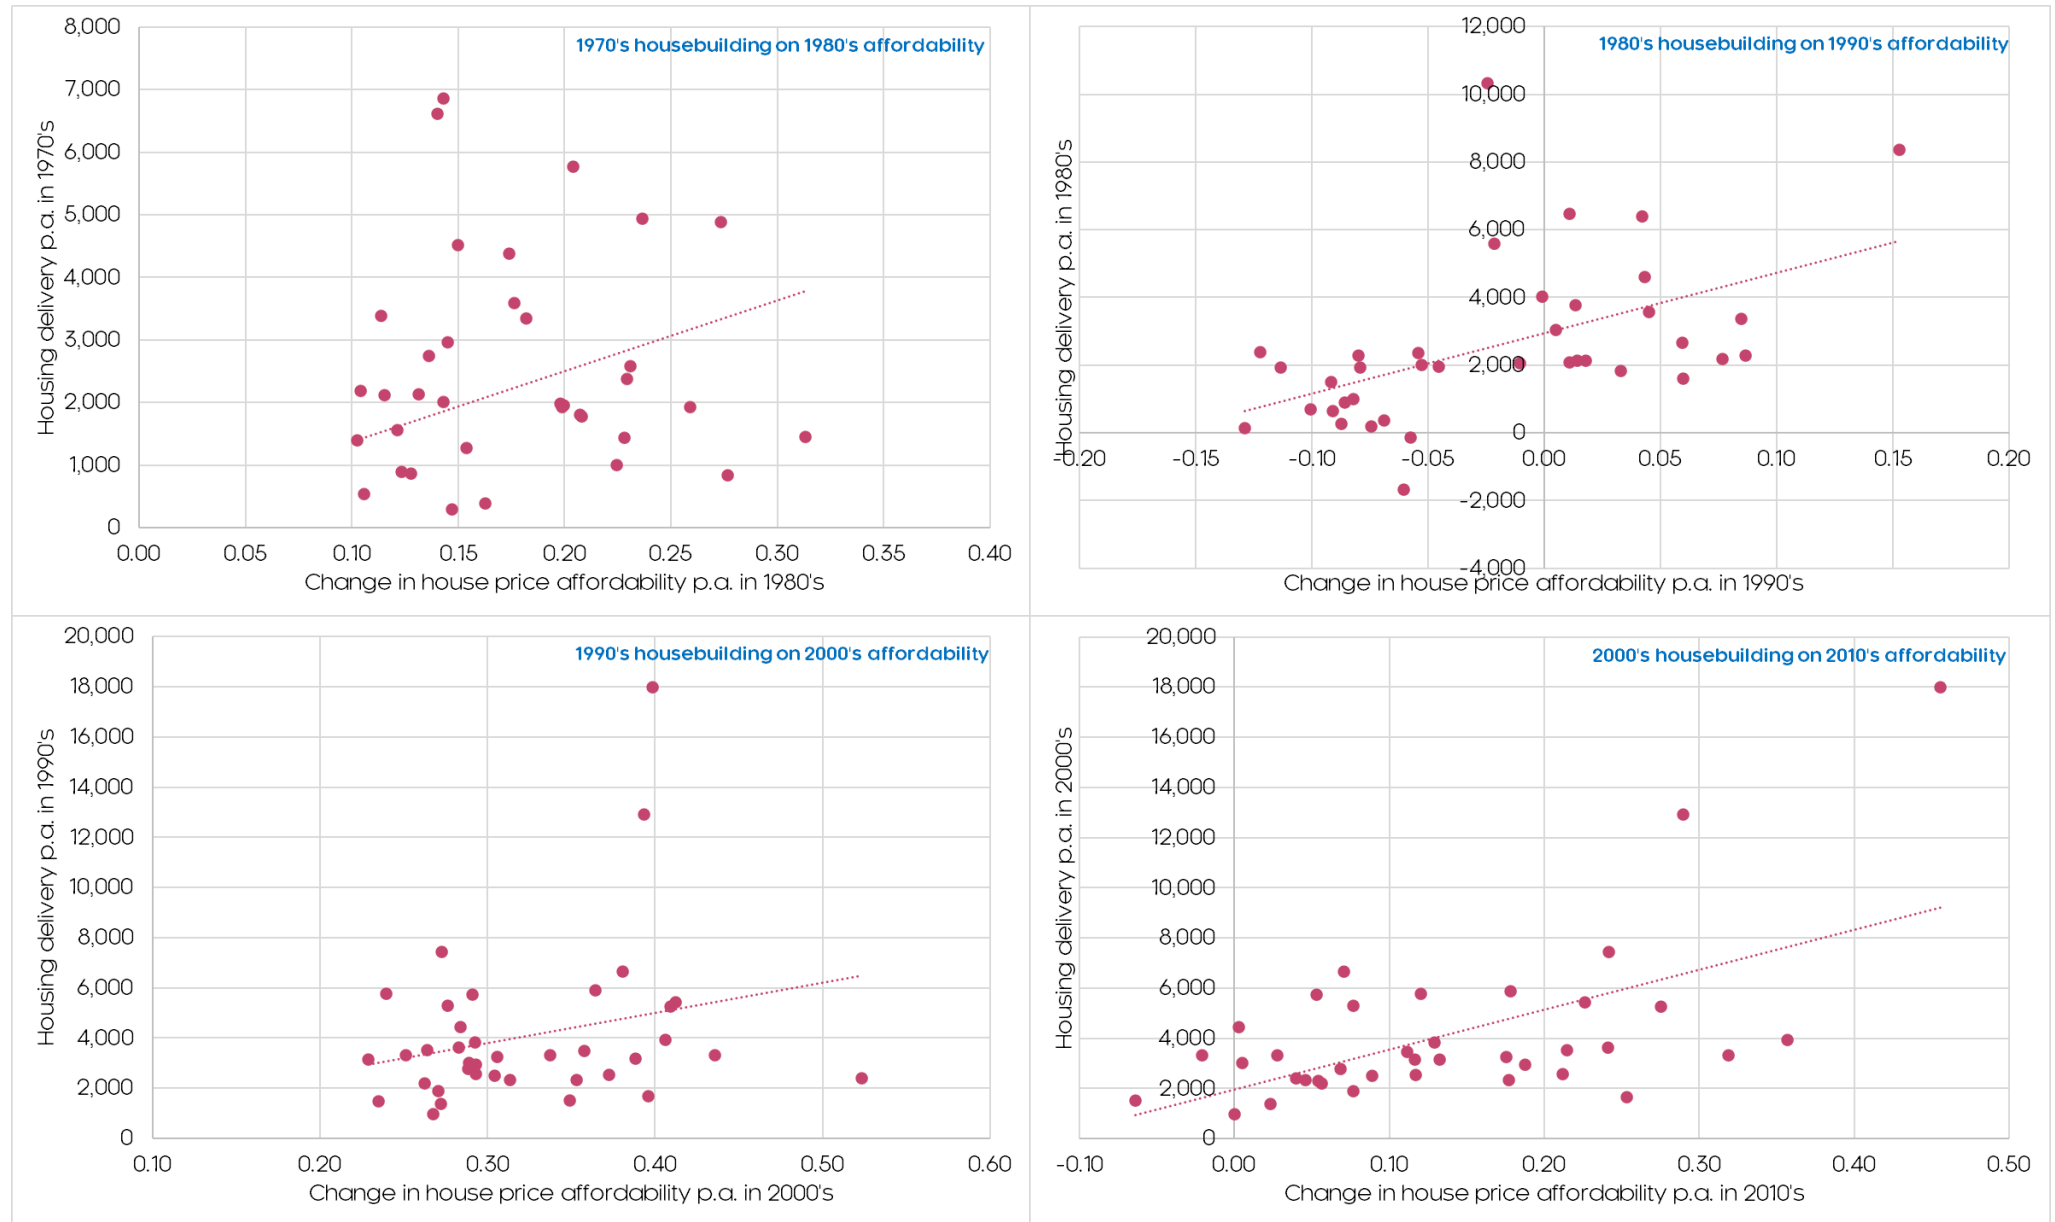 1970's housebuilding on 1980's affordability
Housing delivery p.a. in 1970's
8,000
7,000
6,000
5,000
4,000
3,000
2,000
1,000
0
0.00 0.05 0.10 0.15 0.20 0.25 0.30 0.35 0.40
Change in house price affordability p.a. in 1980's
1980's housebuilding on 1990's affordability
Housing delivery p.a. in 1980's
12,000
10,000
8,000
6,000
4,000
2,000
0
-2,000
-4,000
-0.20 -0.15 -0.10 -0.05 0.00 0.05 0.10 0.15 0.20
Change in house price affordability p.a. in 1990's
1990's housebuilding on 2000's affordability
Housing delivery p.a. in 1990's
20,000
18,000
16,000
14,000
12,000
10,000
8,000
6,000
4,000
2,000
0
0.10 0.20 0.30 0.40 0.50 0.60
Change in house price affordability p.a. in 2000's
2000's housebuilding on 2010's affordability
Housing delivery p.a. in 2000's
20,000
18,000
16,000
14,000
12,000
10,000
8,000
6,000
4,000
2,000
0
-0.10 0.00 0.10 0.20 0.30 0.40 0.50
Change in house price affordability p.a. in 2010's